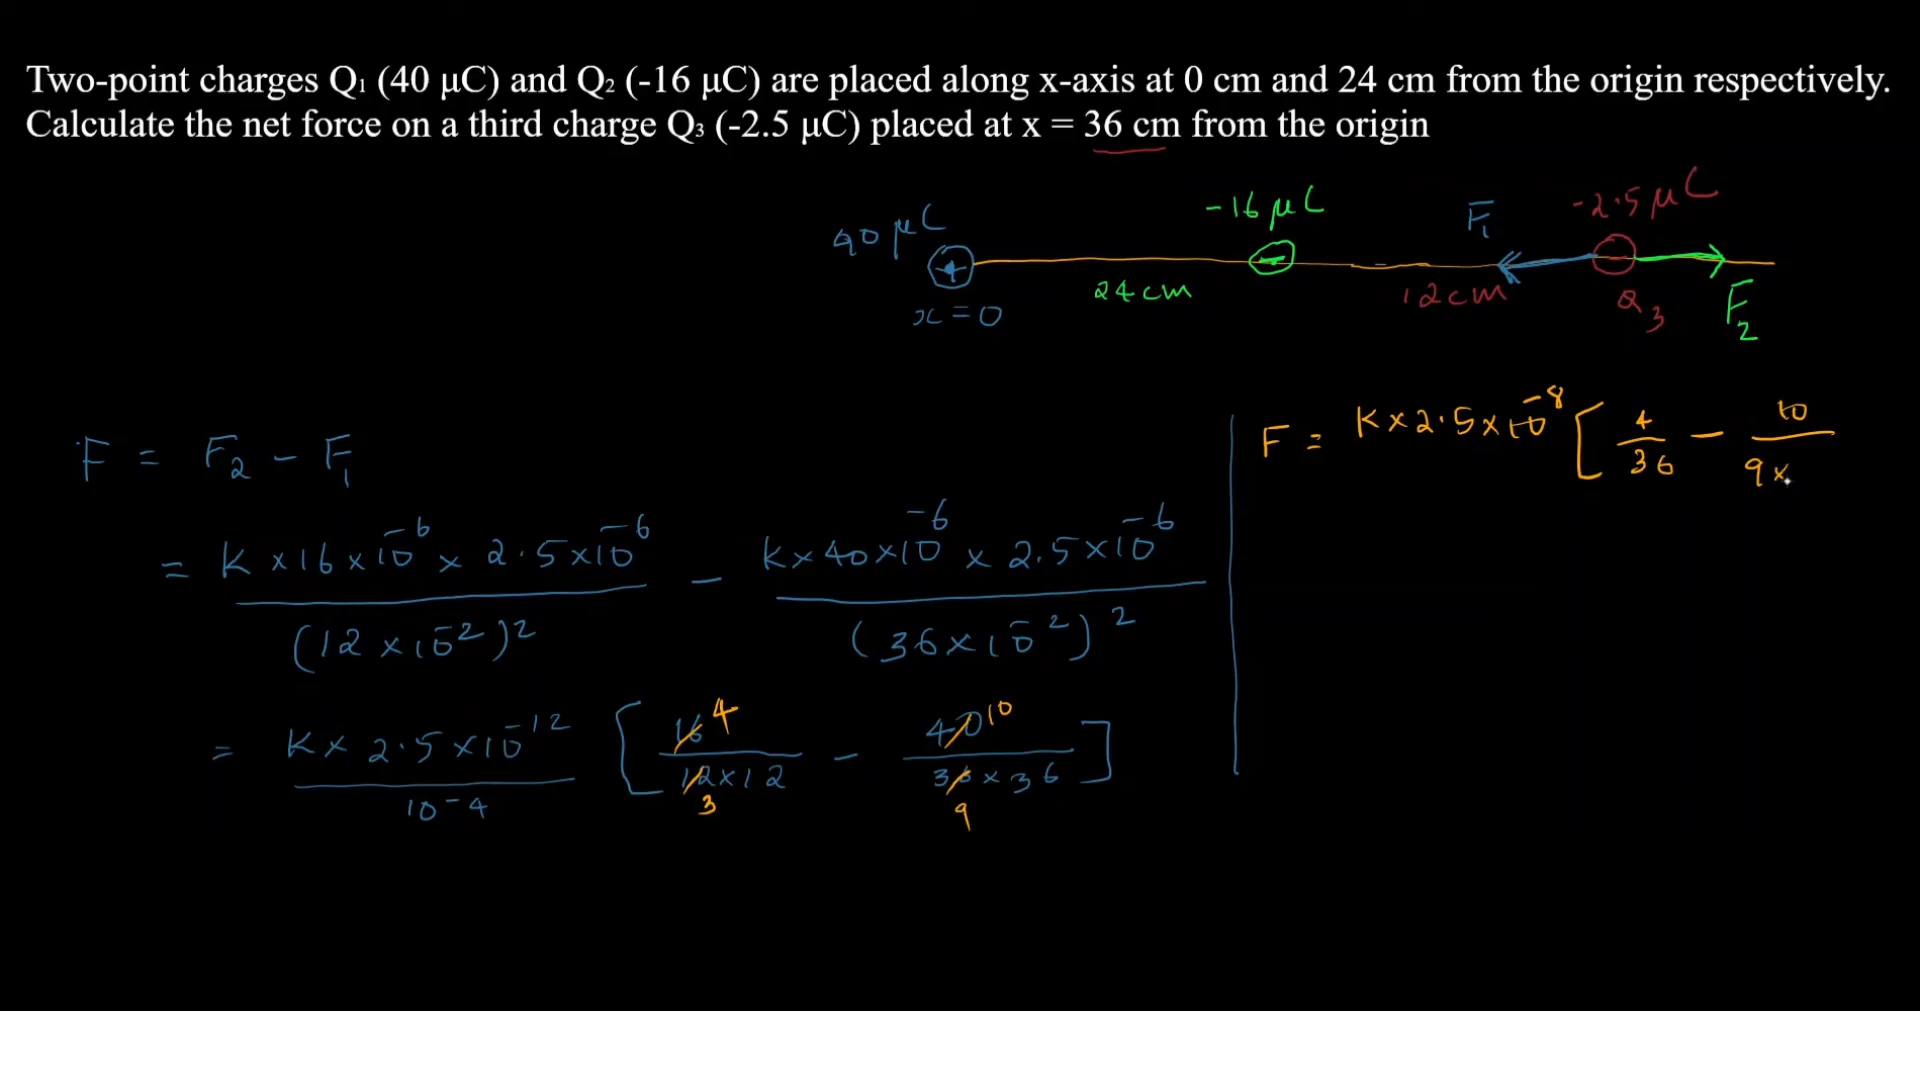 Two-point charges Q₁ (40 µC) and Q₂ (-16 µC) are placed along x-axis at 0 cm and 24 cm from the origin respectively.
Calculate the net force on a third charge Q₃ (-2.5 µC) placed at x = 36 cm from the origin
40 µC -16 µC F₁ -2.5 µC
+ - -
x = 0 24 cm 12 cm Q₃ F₂
F = F₂ - F₁
= K × 16 × 10⁻⁶ × 2.5 × 10⁻⁶ / (12 × 10⁻²)² - K × 40 × 10⁻⁶ × 2.5 × 10⁻⁶ / (36 × 10⁻²)²
= K × 2.5 × 10⁻¹² / 10⁻⁴ [ 16 4 / 12 × 12 3 - 40 10 / 36 × 36 9 ]
F = K × 2.5 × 10⁻⁸ [ 4 / 36 - 10 / 9 ×